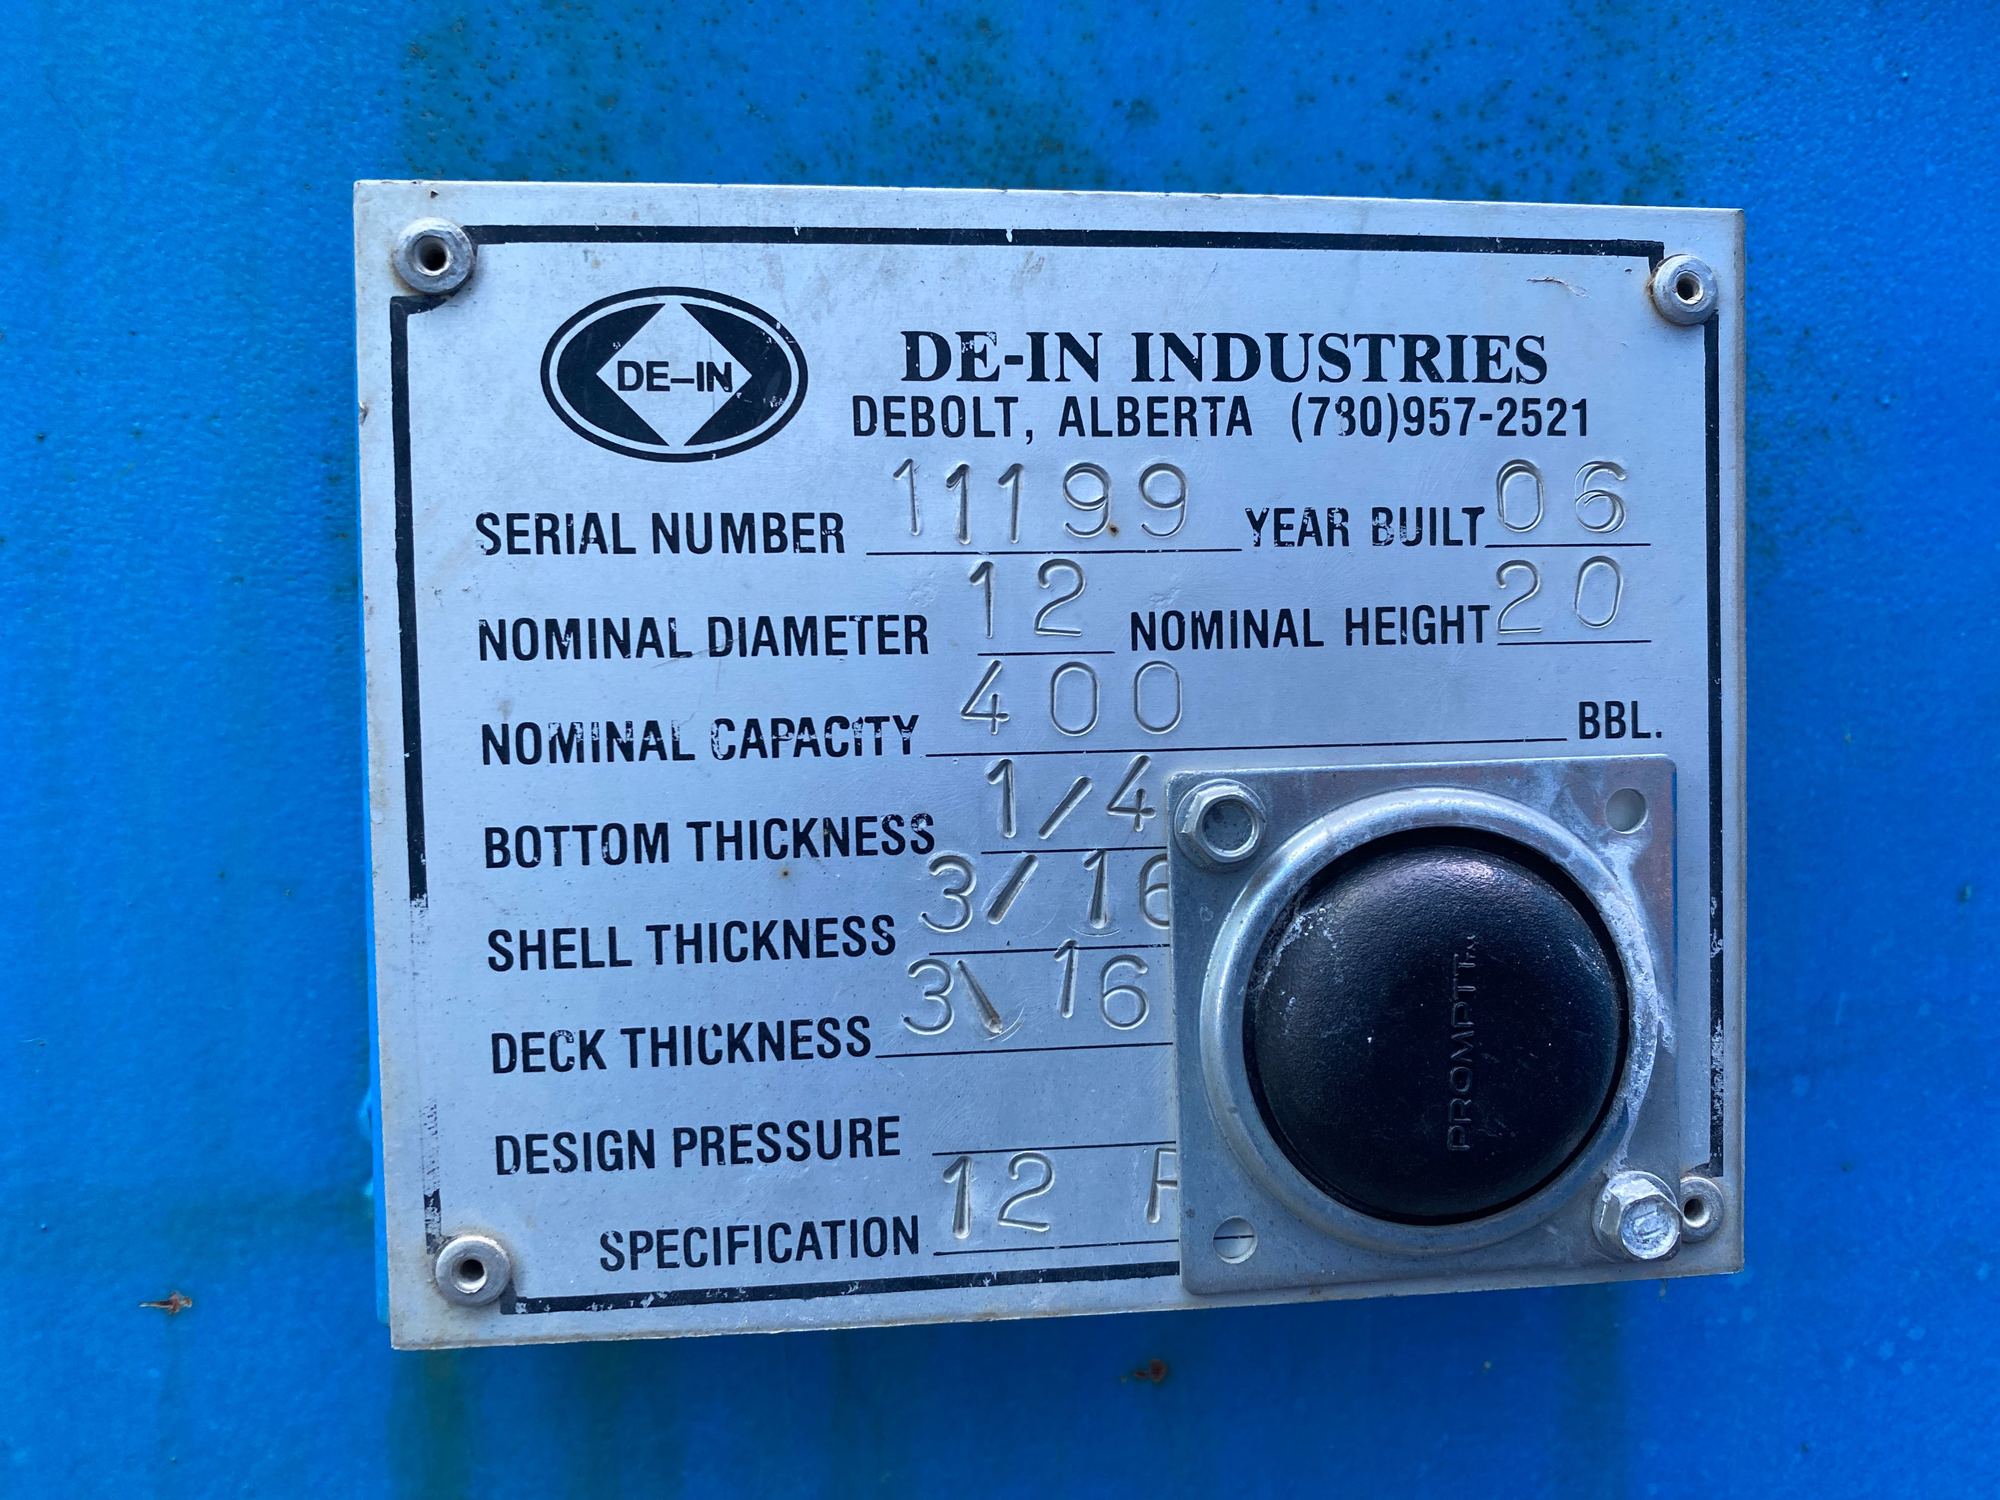 DE-IN
DE-IN INDUSTRIES
DEBOLT, ALBERTA (780)957-2521
SERIAL NUMBER 11199 YEAR BUILT 06
NOMINAL DIAMETER 12 NOMINAL HEIGHT 20
NOMINAL CAPACITY 400 BBL.
BOTTOM THICKNESS 1/4
SHELL THICKNESS 3/16
DECK THICKNESS 3\16
DESIGN PRESSURE
SPECIFICATION 12
PROMPTT™